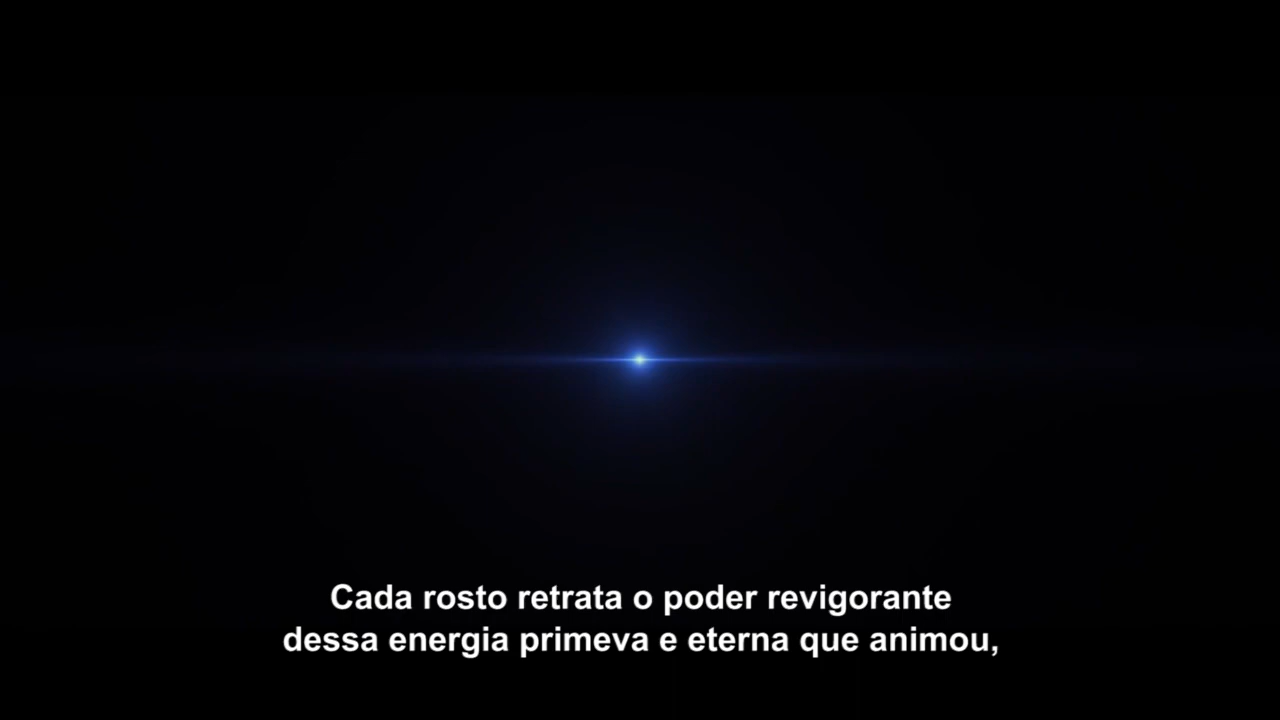 Cada rosto retrata o poder revigorante
dessa energia primeva e eterna que animou,